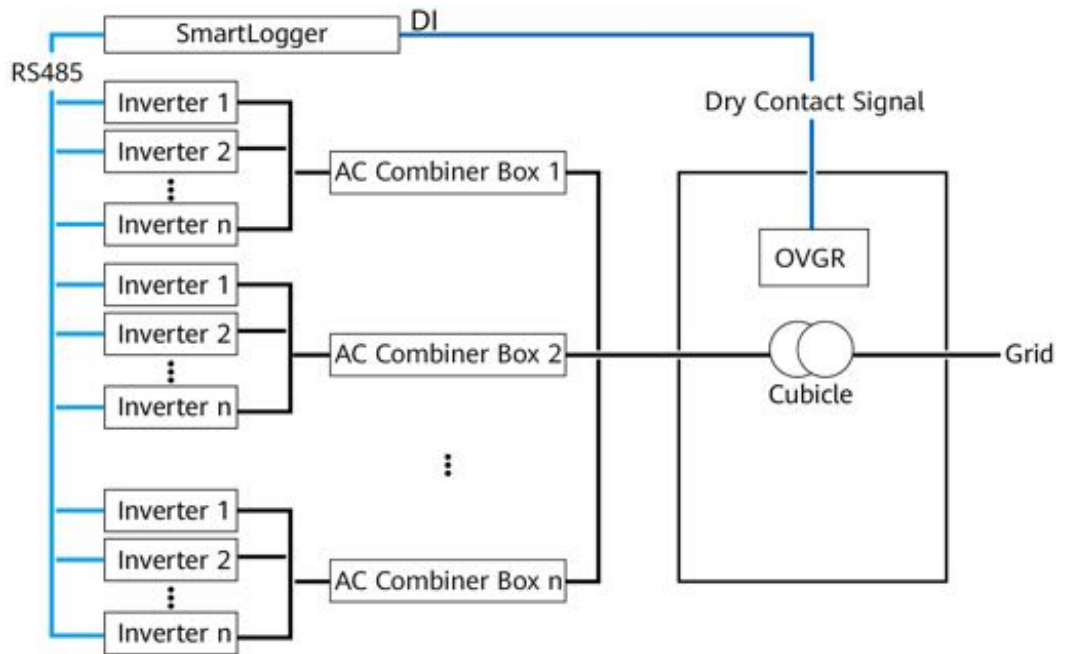 SmartLogger
DI
RS485
Dry Contact Signal
Inverter 1
Inverter 2
Inverter n
AC Combiner Box 1
OVGR
Inverter 1
Inverter 2
Inverter n
AC Combiner Box 2
Cubicle
Grid
Inverter 1
Inverter 2
Inverter n
AC Combiner Box n